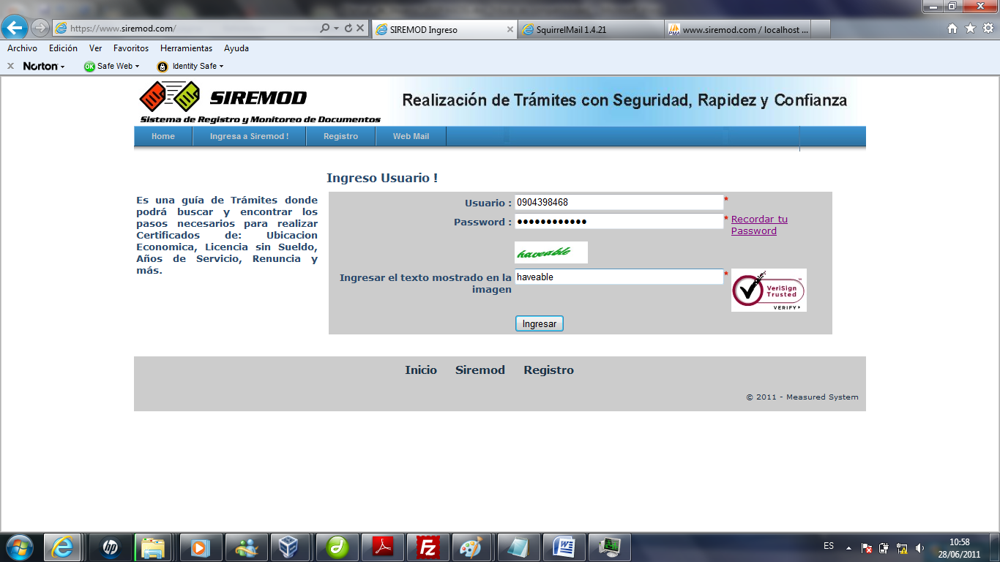 https://www.siremod.com/
SIREMOD Ingreso
SquirrelMail 1.4.21
PMA
www.siremod.com / localhost ...
Archivo Edición Ver Favoritos Herramientas Ayuda
x Norton OK Safe Web Identity Safe
SIREMOD
Sistema de Registro y Monitoreo de Documentos
Realización de Trámites con Seguridad, Rapidez y Confianza
Home Ingresa a Siremod ! Registro Web Mail
Ingreso Usuario !
Es una guía de Trámites donde
podrá buscar y encontrar los
pasos necesarios para realizar
Certificados de: Ubicacion
Economica, Licencia sin Sueldo,
Años de Servicio, Renuncia y
más.
Usuario : 0904398468 *
Password : ●●●●●●●●●●●● * Recordar tu
Password
haveable
Ingresar el texto mostrado en la
imagen
haveable *
VeriSign
Trusted
VERIFY
Ingresar
Inicio Siremod Registro
© 2011 - Measured System
hp
Fz
W
ES
10:58
28/06/2011